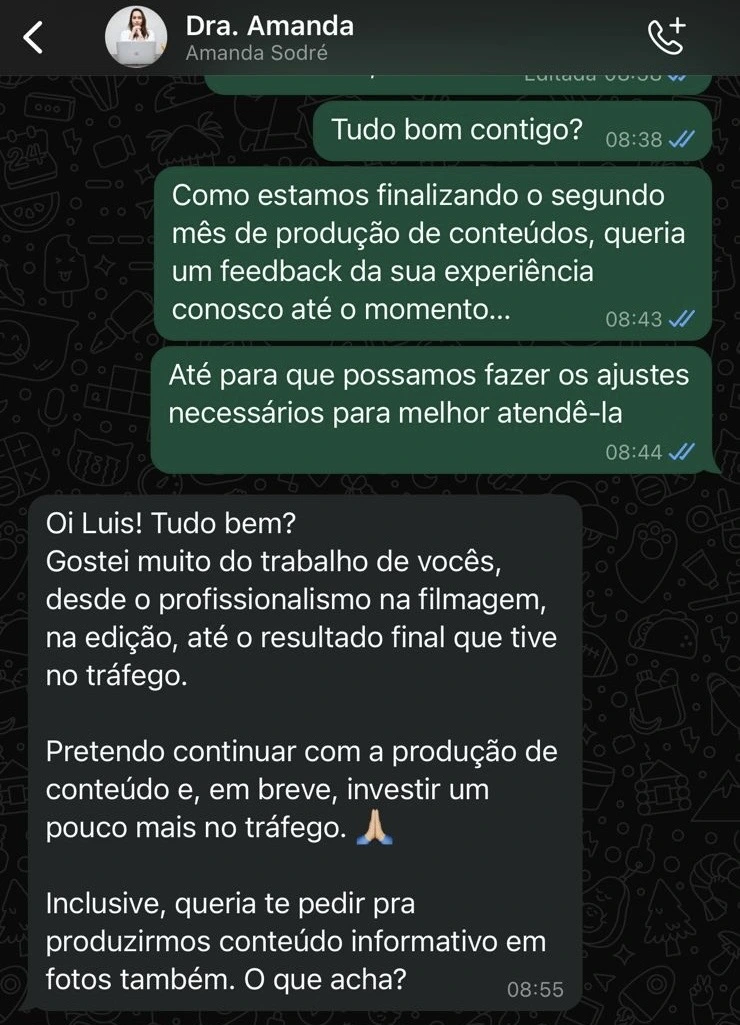 Dra. Amanda
Amanda Sodré
Editada 08:38
Tudo bom contigo? 08:38
Como estamos finalizando o segundo
mês de produção de conteúdos, queria
um feedback da sua experiência
conosco até o momento... 08:43
Até para que possamos fazer os ajustes
necessários para melhor atendê-la
08:44
Oi Luis! Tudo bem?
Gostei muito do trabalho de vocês,
desde o profissionalismo na filmagem,
na edição, até o resultado final que tive
no tráfego.
Pretendo continuar com a produção de
conteúdo e, em breve, investir um
pouco mais no tráfego. 🙏🏼
Inclusive, queria te pedir pra
produzirmos conteúdo informativo em
fotos também. O que acha? 08:55